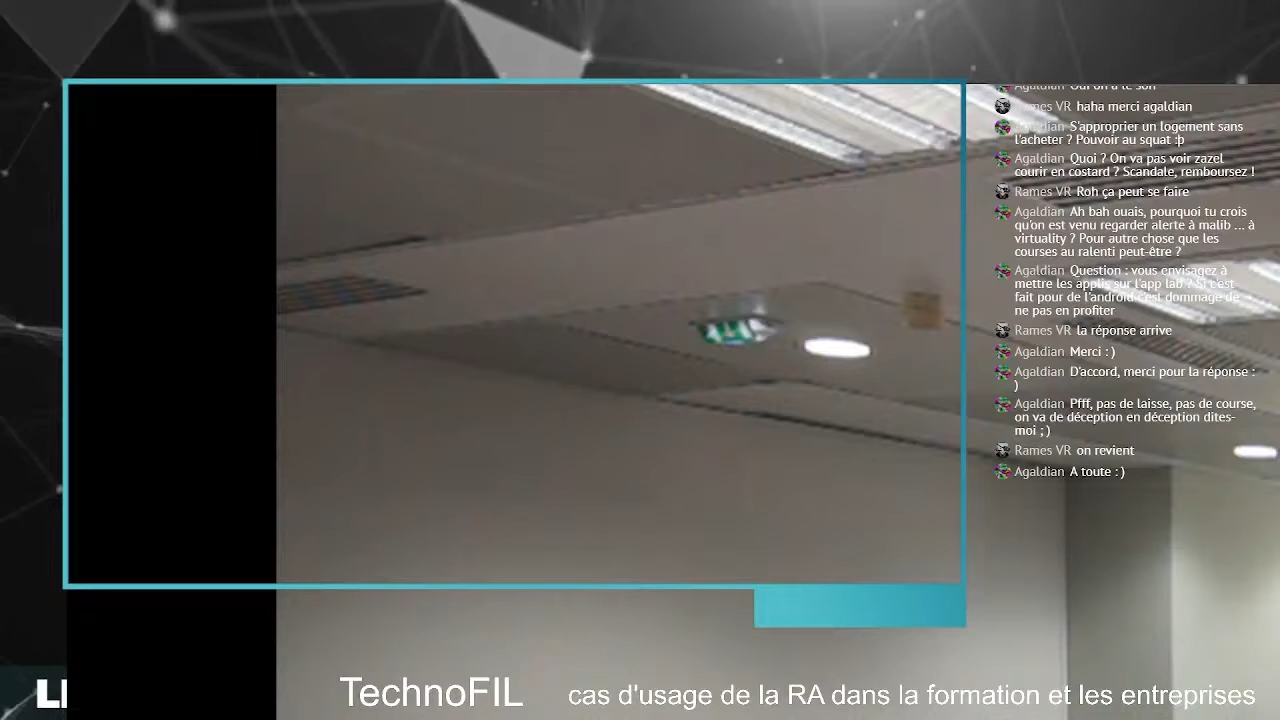 Agaldian Oui on a le son
Rames VR haha merci agaldian
Agaldian S'approprier un logement sans
l'acheter ? Pouvoir au squat :p
Agaldian Quoi ? On va pas voir zazel
courir en costard ? Scandale, remboursez !
Rames VR Roh ça peut se faire
Agaldian Ah bah ouais, pourquoi tu crois
qu'on est venu regarder alerte à malib ... à
virtuality ? Pour autre chose que les
courses au ralenti peut-être ?
Agaldian Question : vous envisagez à
mettre les applis sur l'app lab ? Si c'est
fait pour de l'android c'est dommage de
ne pas en profiter
Rames VR la réponse arrive
Agaldian Merci : )
Agaldian D'accord, merci pour la réponse :
)
Agaldian Pfff, pas de laisse, pas de course,
on va de déception en déception dites-
moi ; )
Rames VR on revient
Agaldian A toute : )
TechnoFIL cas d'usage de la RA dans la formation et les entreprises